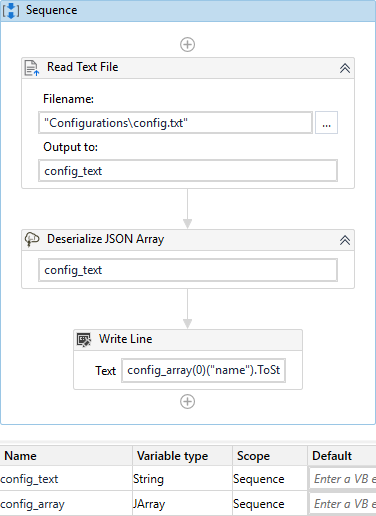 Sequence
Read Text File
Filename:
"Configurations\config.txt"
...
Output to:
config_text
Deserialize JSON Array
config_text
Write Line
Text config_array(0)("name").ToSt
Name Variable type Scope Default
config_text String Sequence Enter a VB e
config_array JArray Sequence Enter a VB e